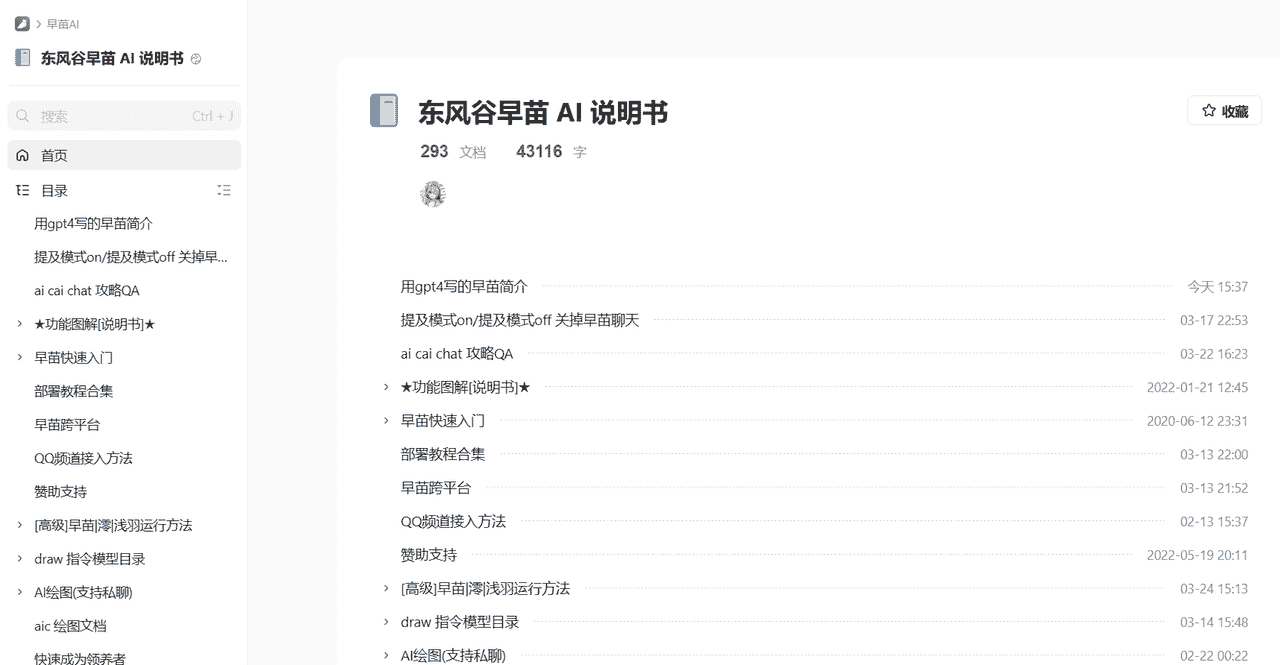 早苗AI
东风谷早苗 AI 说明书
搜索 Ctrl + J
首页
目录
用gpt4写的早苗简介
提及模式on/提及模式off 关掉早...
ai cai chat 攻略QA
★功能图解[说明书]★
早苗快速入门
部署教程合集
早苗跨平台
QQ频道接入方法
赞助支持
[高级]早苗|澪|浅羽运行方法
draw 指令模型目录
AI绘图(支持私聊)
aic 绘图文档
快速成为领养者
东风谷早苗 AI 说明书
收藏
293 文档 43116 字
用gpt4写的早苗简介 今天 15:37
提及模式on/提及模式off 关掉早苗聊天 03-17 22:53
ai cai chat 攻略QA 03-22 16:23
★功能图解[说明书]★ 2022-01-21 12:45
早苗快速入门 2020-06-12 23:31
部署教程合集 03-13 22:00
早苗跨平台 03-13 21:52
QQ频道接入方法 02-13 15:37
赞助支持 2022-05-19 20:11
[高级]早苗|澪|浅羽运行方法 03-24 15:13
draw 指令模型目录 03-14 15:48
AI绘图(支持私聊) 02-22 00:22